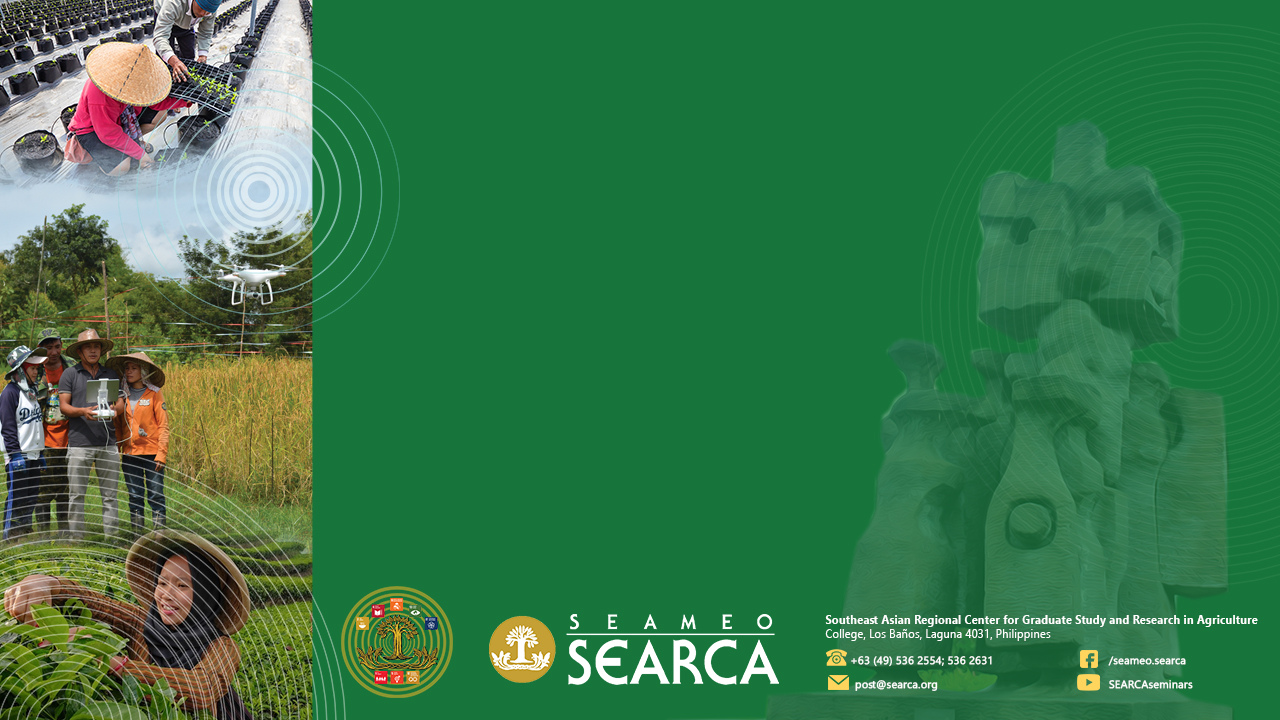 SEAMEO
SEARCA
Southeast Asian Regional Center for Graduate Study and Research in Agriculture
College, Los Baños, Laguna 4031, Philippines
+63 (49) 536 2554; 536 2631
/seameo.searca
post@searca.org
SEARCAseminars